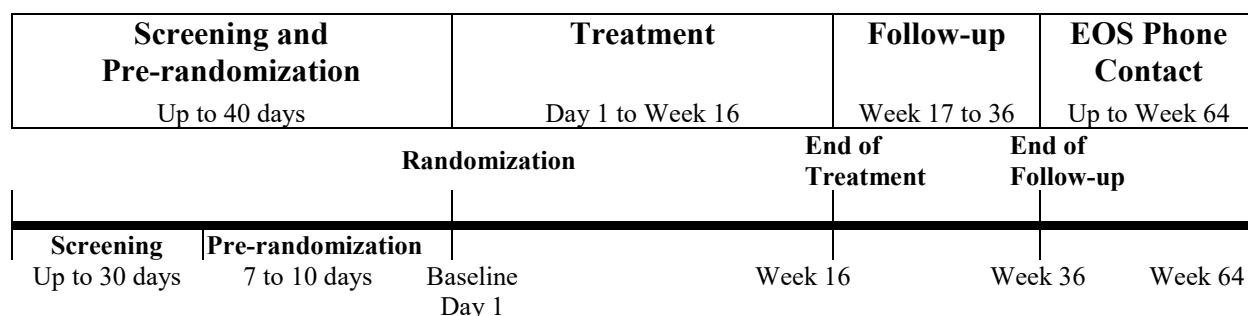 Screening and Pre-randomization
Up to 40 days
Treatment
Day 1 to Week 16
Follow-up
Week 17 to 36
EOS Phone Contact
Up to Week 64
Randomization
End of Treatment
End of Follow-up
Screening
Up to 30 days
Pre-randomization
7 to 10 days
Baseline
Day 1
Week 16
Week 36
Week 64